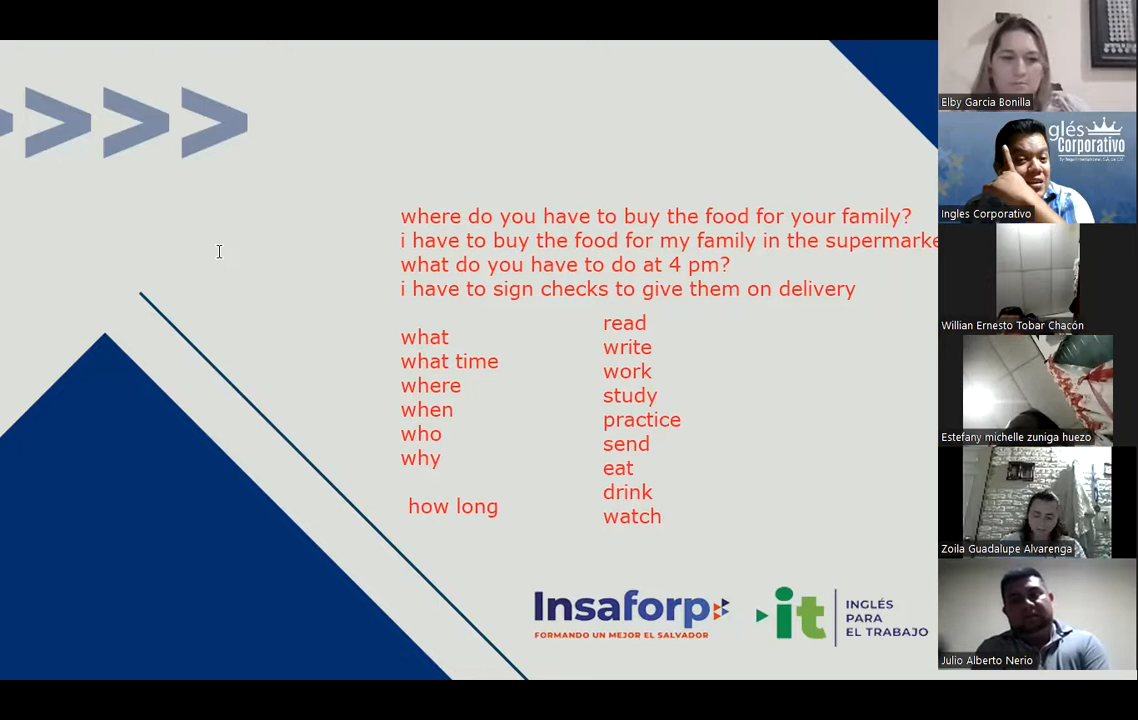 where do you have to buy the food for your family?
i have to buy the food for my family in the supermarke
what do you have to do at 4 pm?
i have to sign checks to give them on delivery
what
what time
where
when
who
why
how long
read
write
work
study
practice
send
eat
drink
watch
Insaforp
FORMANDO UN MEJOR EL SALVADOR
it
INGLÉS
PARA
EL TRABAJO
Elby Garcia Bonilla
glés
Corporativo
Ingles Corporativo
Willian Ernesto Tobar Chacón
Estefany michelle zuniga huezo
Zoila Guadalupe Alvarenga
Julio Alberto Nerio